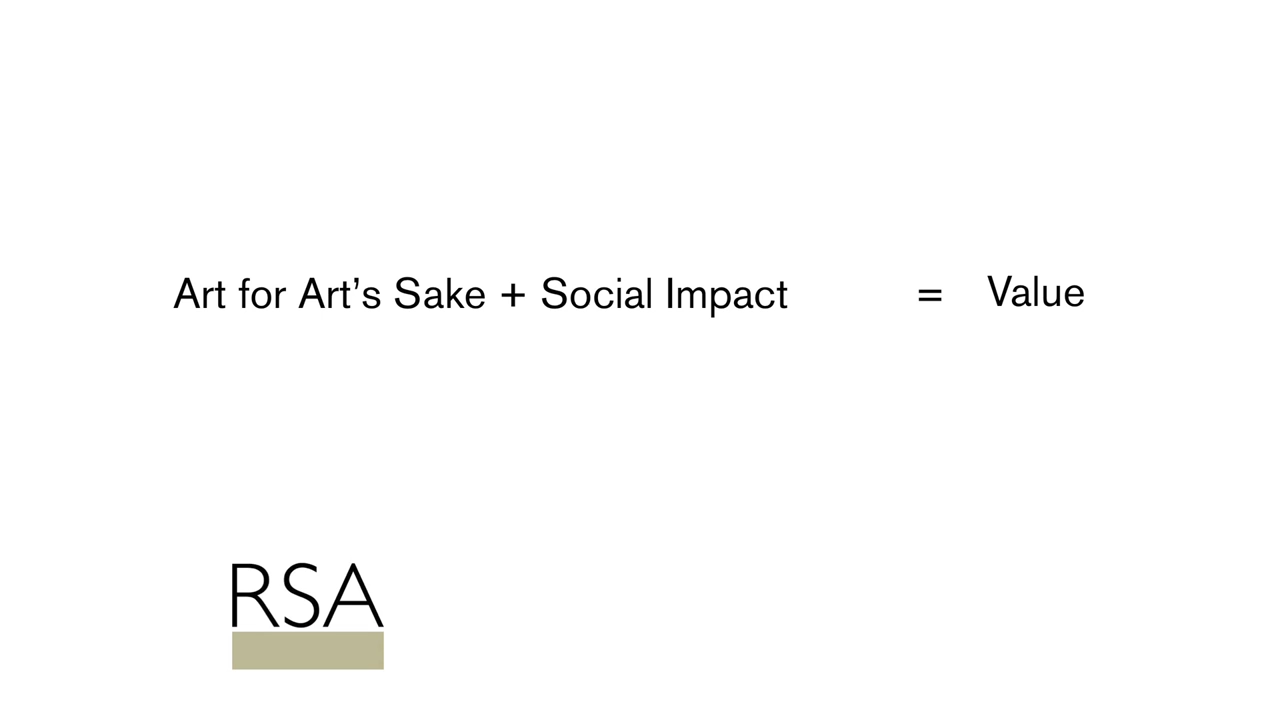 Art for Art’s Sake + Social Impact = Value
RSA